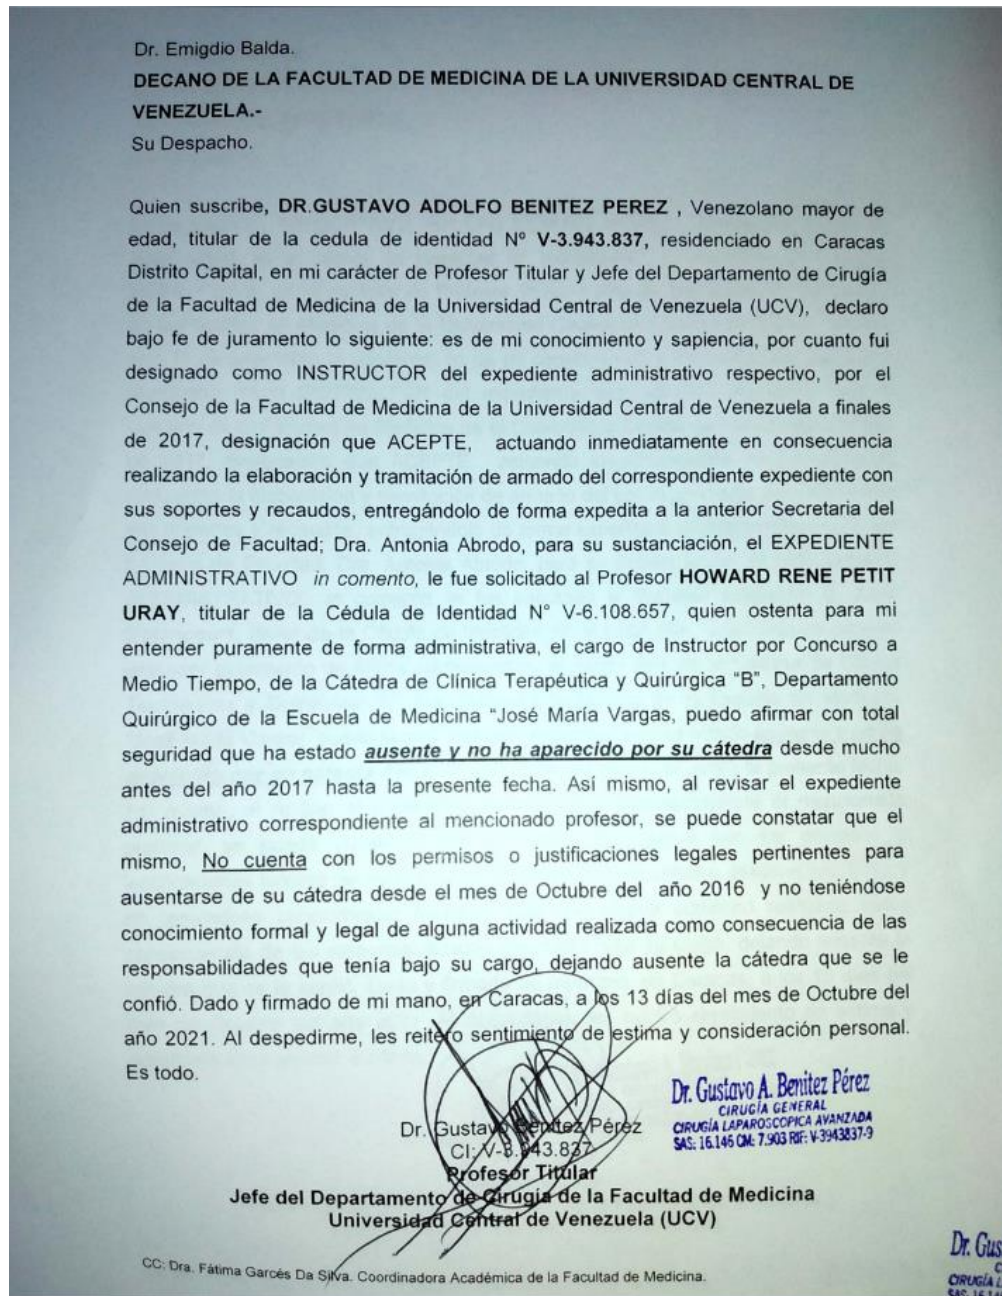 Dr. Emigdio Balda.
DECANO DE LA FACULTAD DE MEDICINA DE LA UNIVERSIDAD CENTRAL DE
VENEZUELA.-
Su Despacho.
Quien suscribe, DR.GUSTAVO ADOLFO BENITEZ PEREZ , Venezolano mayor de
edad, titular de la cedula de identidad Nº V-3.943.837, residenciado en Caracas
Distrito Capital, en mi carácter de Profesor Titular y Jefe del Departamento de Cirugía
de la Facultad de Medicina de la Universidad Central de Venezuela (UCV), declaro
bajo fe de juramento lo siguiente: es de mi conocimiento y sapiencia, por cuanto fui
designado como INSTRUCTOR del expediente administrativo respectivo, por el
Consejo de la Facultad de Medicina de la Universidad Central de Venezuela a finales
de 2017, designación que ACEPTE, actuando inmediatamente en consecuencia
realizando la elaboración y tramitación de armado del correspondiente expediente con
sus soportes y recaudos, entregándolo de forma expedita a la anterior Secretaria del
Consejo de Facultad; Dra. Antonia Abrodo, para su sustanciación, el EXPEDIENTE
ADMINISTRATIVO in comento, le fue solicitado al Profesor HOWARD RENE PETIT
URAY, titular de la Cédula de Identidad N° V-6.108.657, quien ostenta para mi
entender puramente de forma administrativa, el cargo de Instructor por Concurso a
Medio Tiempo, de la Cátedra de Clínica Terapéutica y Quirúrgica “B”, Departamento
Quirúrgico de la Escuela de Medicina “José María Vargas, puedo afirmar con total
seguridad que ha estado ausente y no ha aparecido por su cátedra desde mucho
antes del año 2017 hasta la presente fecha. Así mismo, al revisar el expediente
administrativo correspondiente al mencionado profesor, se puede constatar que el
mismo, No cuenta con los permisos o justificaciones legales pertinentes para
ausentarse de su cátedra desde el mes de Octubre del año 2016 y no teniéndose
conocimiento formal y legal de alguna actividad realizada como consecuencia de las
responsabilidades que tenía bajo su cargo, dejando ausente la cátedra que se le
confió. Dado y firmado de mi mano, en Caracas, a los 13 días del mes de Octubre del
año 2021. Al despedirme, les reitero sentimiento de estima y consideración personal.
Es todo.
Dr. Gustavo A. Benitez Pérez
CIRUGÍA GENERAL
CIRUGÍA LAPAROSCOPICA AVANZADA
SAS: 16.146 CM: 7.903 RIF: V-3943837-9
Dr. Gustavo Benítez Pérez
CI: V-3.943.837
Profesor Titular
Jefe del Departamento de Cirugía de la Facultad de Medicina
Universidad Central de Venezuela (UCV)
CC: Dra. Fátima Garcés Da Silva. Coordinadora Académica de la Facultad de Medicina.
Dr. Gus
C
CIRUGÍA L